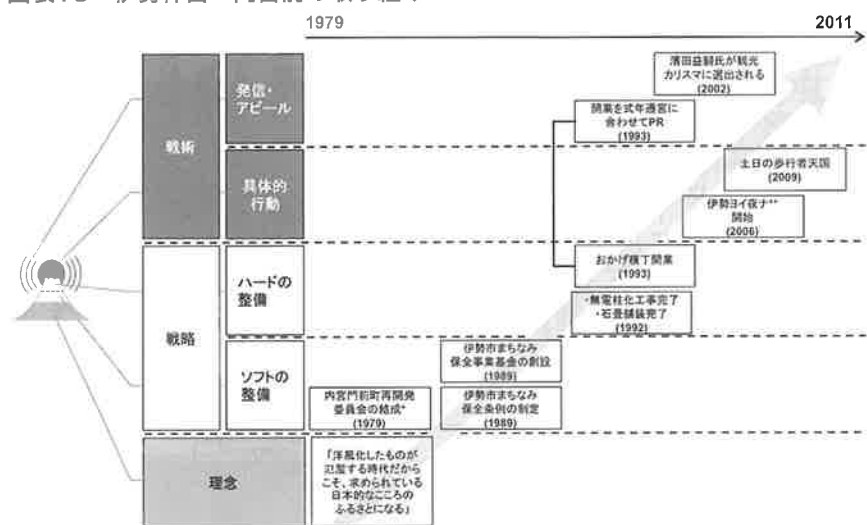 1979
2011
戦術
発信・
アピール
濱田益嗣氏が観光
カリスマに選出される
(2002)
開業を式年遷宮に
合わせてPR
(1993)
具体的
行動
土日の歩行者天国
(2009)
伊勢ヨイ夜ナ**
開始
(2006)
戦略
ハードの
整備
おかげ横丁開業
(1993)
・無電柱化工事完了
・石畳舗装完了
(1992)
ソフトの
整備
伊勢市まちなみ
保全事業基金の創設
(1989)
内宮門前町再開発
委員会の結成*
(1979)
伊勢市まちなみ
保全条例の制定
(1989)
理念
「洋風化したものが
氾濫する時代だから
こそ、求められている
日本的なこころの
ふるさとになる」